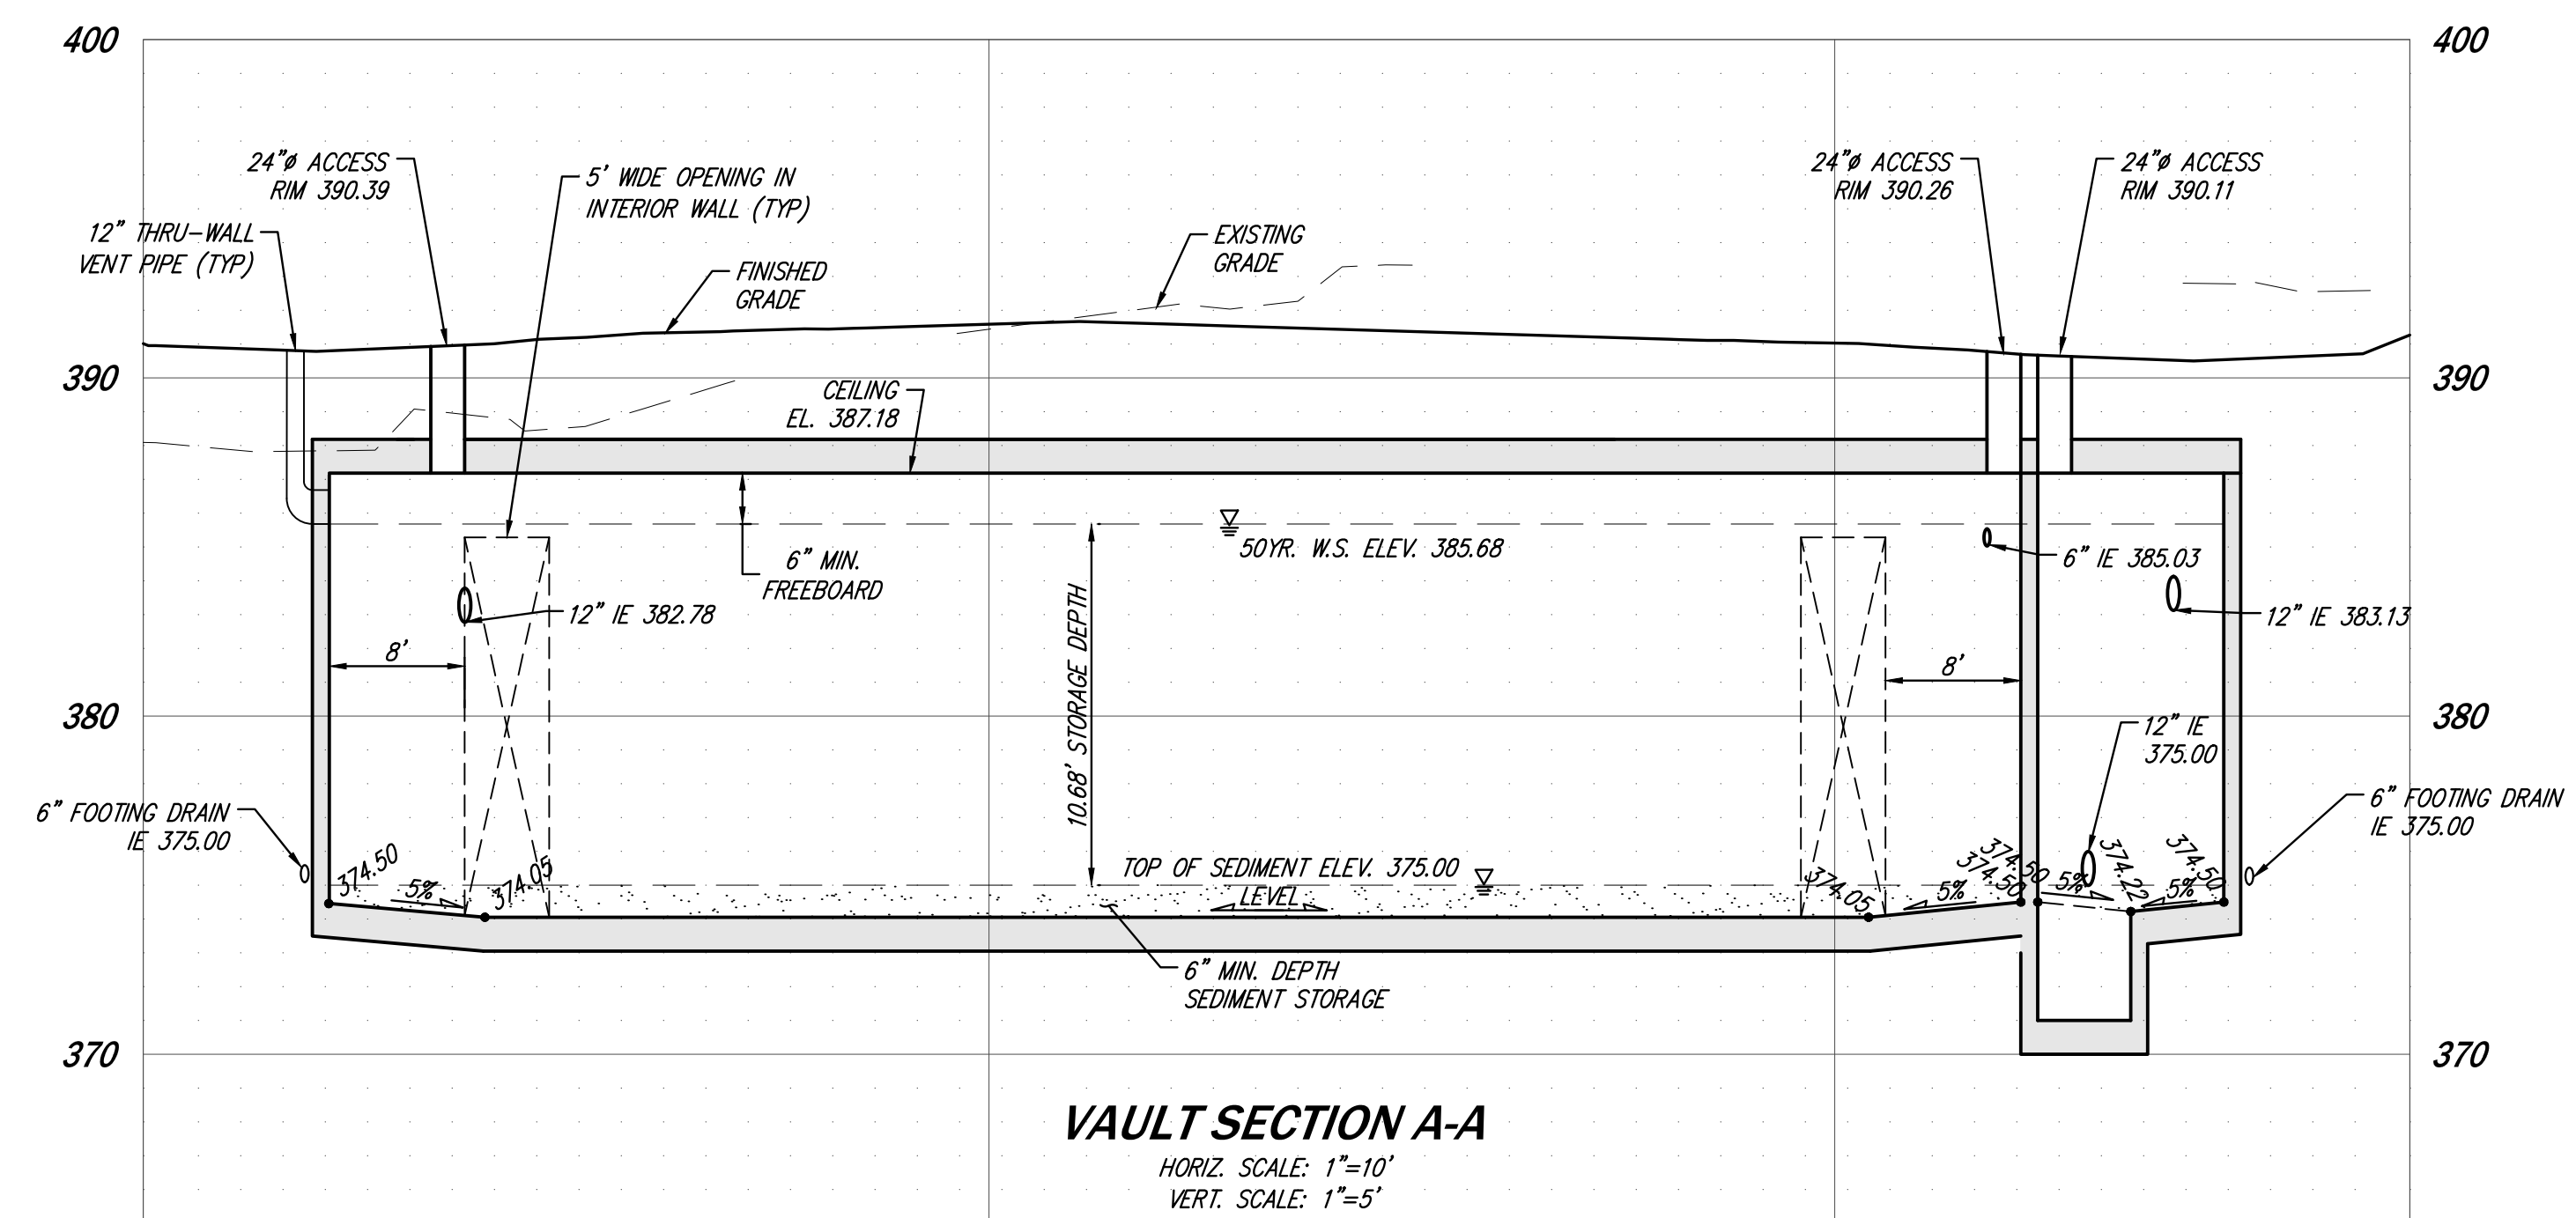 400
400
24"ø ACCESS
RIM 390.39
5' WIDE OPENING IN
INTERIOR WALL (TYP)
24"ø ACCESS
RIM 390.26
24"ø ACCESS
RIM 390.11
12" THRU-WALL
VENT PIPE (TYP)
FINISHED
GRADE
EXISTING
GRADE
390
390
CEILING
EL. 387.18
6" MIN.
FREEBOARD
50YR. W.S. ELEV. 385.68
6" IE 385.03
12" IE 382.78
12" IE 383.13
8'
8'
10.68' STORAGE DEPTH
380
380
12" IE
375.00
6" FOOTING DRAIN
IE 375.00
6" FOOTING DRAIN
IE 375.00
374.50
5%
374.05
TOP OF SEDIMENT ELEV. 375.00
LEVEL
374.05
5%
374.50
374.50
5%
374.22
5%
374.50
6" MIN. DEPTH
SEDIMENT STORAGE
370
370
VAULT SECTION A-A
HORIZ. SCALE: 1"=10'
VERT. SCALE: 1"=5'